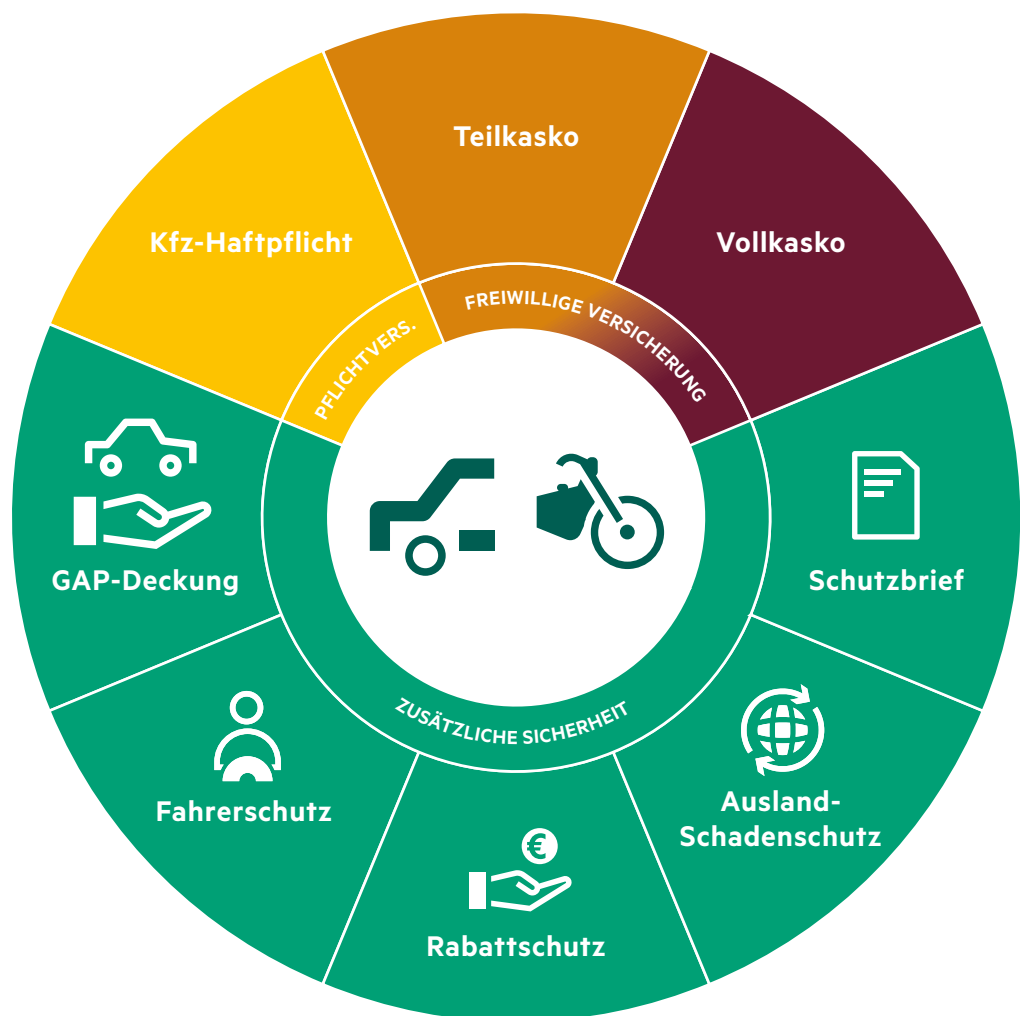 Teilkasko
Kfz-Haftpflicht
Vollkasko
PFLICHTVERS.
FREIWILLIGE VERSICHERUNG
GAP-Deckung
Schutzbrief
ZUSÄTZLICHE SICHERHEIT
Fahrerschutz
Ausland-
Schadenschutz
€
Rabattschutz